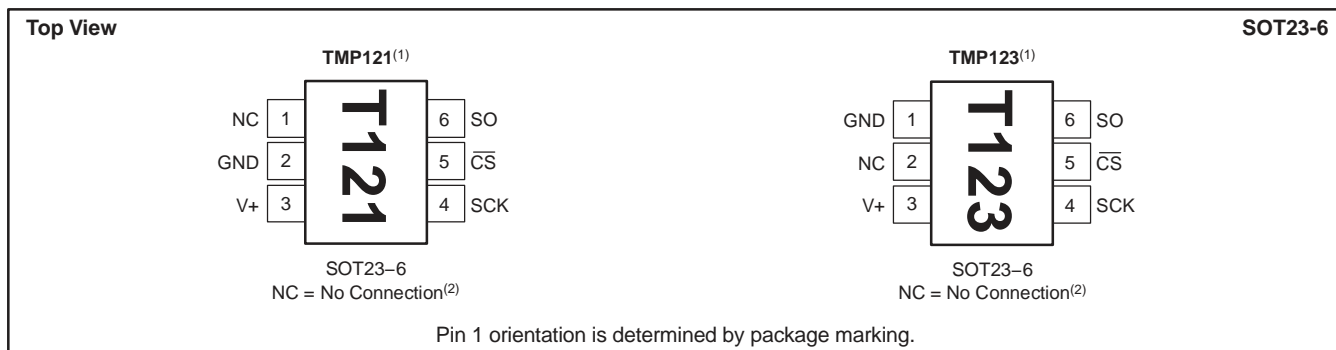 Top View
SOT23-6
TMP121(1)
NC 1
6 SO
GND 2
5 C̅S̅
V+ 3
4 SCK
T121
SOT23−6
NC = No Connection(2)
TMP123(1)
GND 1
6 SO
NC 2
5 C̅S̅
V+ 3
4 SCK
T123
SOT23−6
NC = No Connection(2)
Pin 1 orientation is determined by package marking.